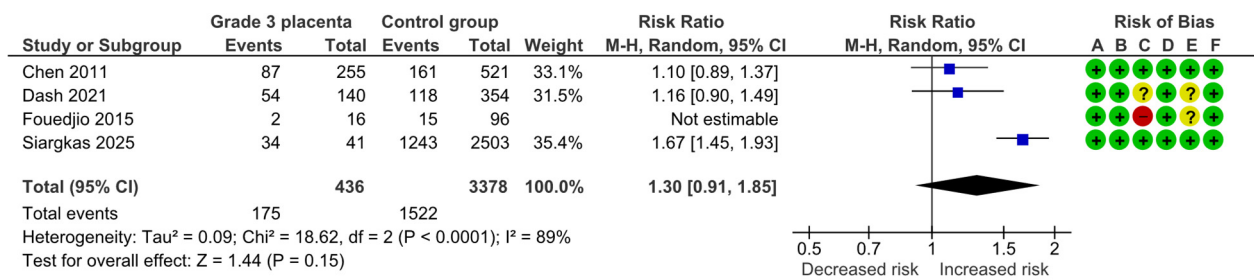 Grade 3 placenta Control group Risk Ratio Risk Ratio Risk of Bias
Study or Subgroup Events Total Events Total Weight M-H, Random, 95% CI M-H, Random, 95% CI A B C D E F
Chen 2011 87 255 161 521 33.1% 1.10 [0.89, 1.37] + + + + + +
Dash 2021 54 140 118 354 31.5% 1.16 [0.90, 1.49] + + ? + ? +
Fouedjio 2015 2 16 15 96 Not estimable + + − + ? +
Siargkas 2025 34 41 1243 2503 35.4% 1.67 [1.45, 1.93] + + + + + +
Total (95% CI) 436 3378 100.0% 1.30 [0.91, 1.85]
Total events 175 1522
Heterogeneity: Tau² = 0.09; Chi² = 18.62, df = 2 (P < 0.0001); I² = 89%
Test for overall effect: Z = 1.44 (P = 0.15)
0.5 0.7 1 1.5 2
Decreased risk Increased risk